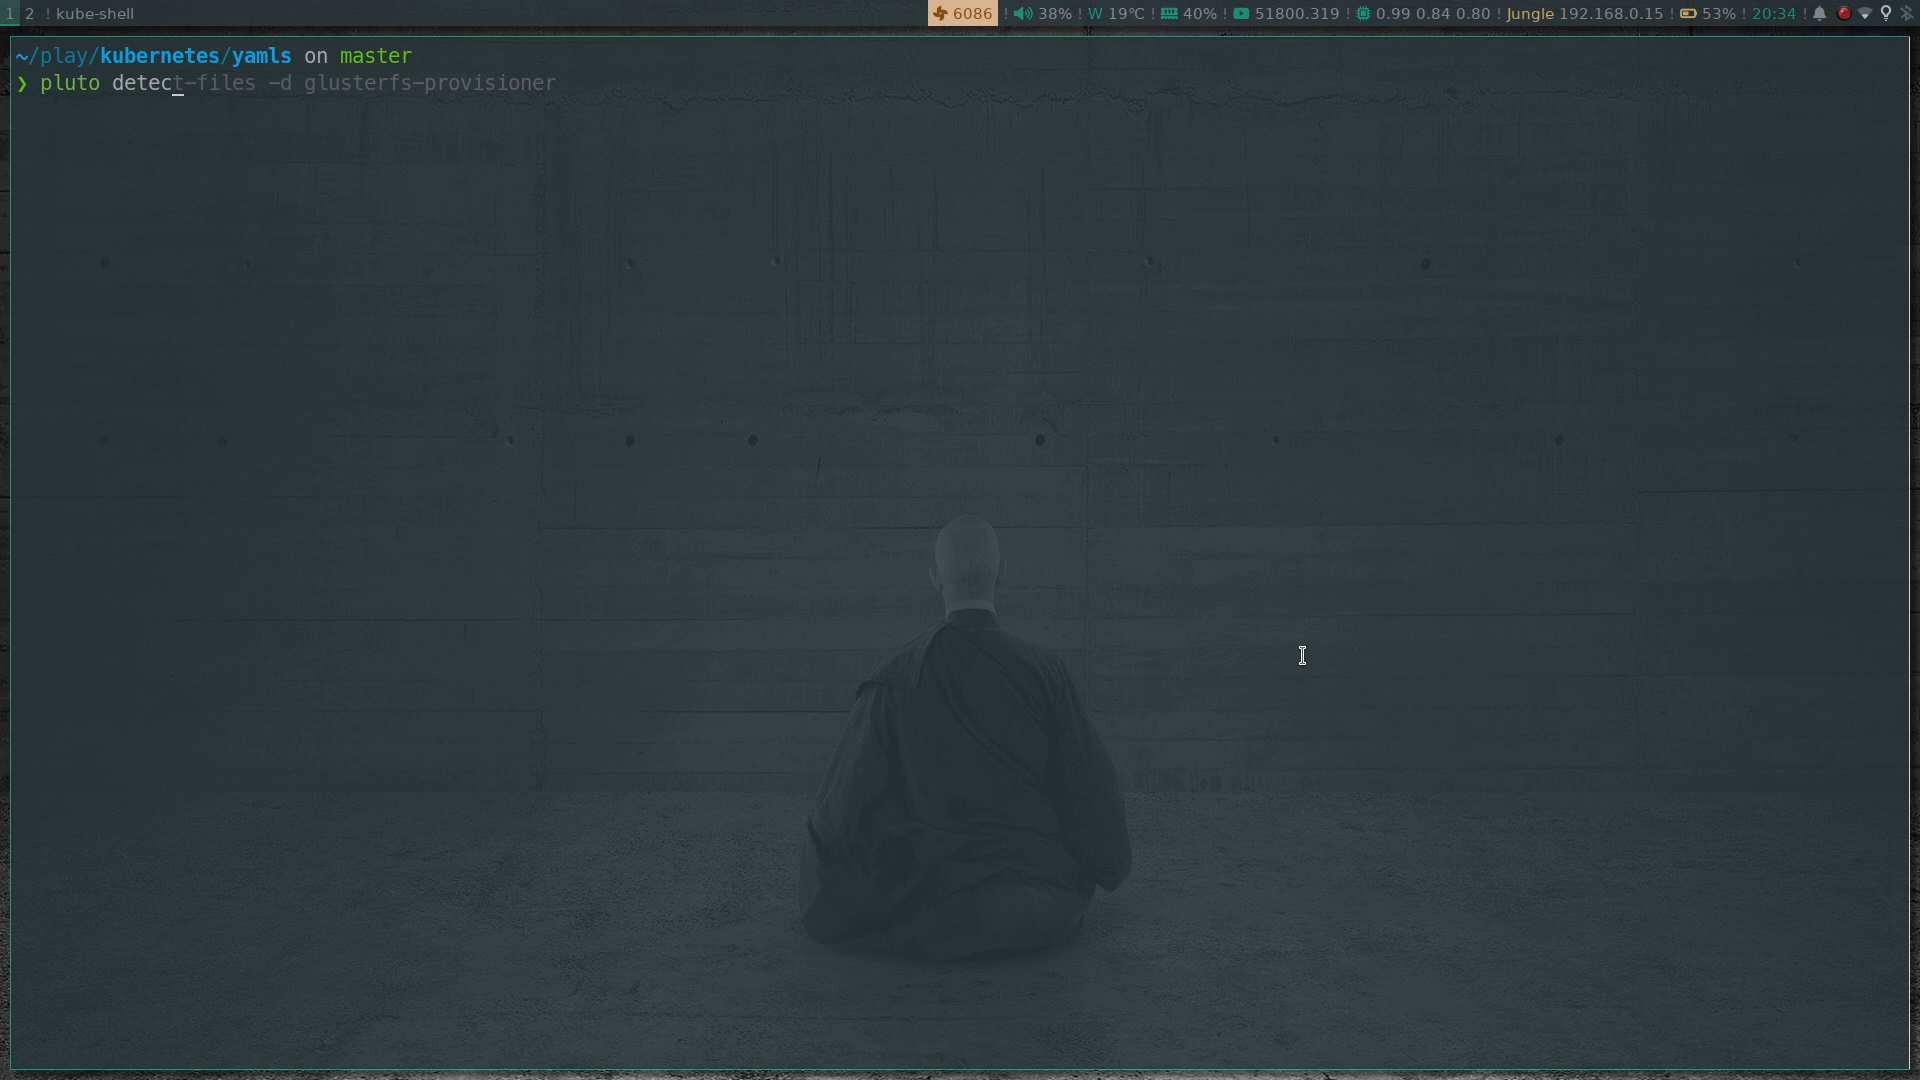 1 2 ! kube-shell 6086 ! 38% ! W 19°C ! 40% ! 51800.319 ! 0.99 0.84 0.80 ! Jungle 192.168.0.15 ! 53% ! 20:34 !
~/play/kubernetes/yamls on master
❯ pluto detect-files -d glusterfs-provisioner